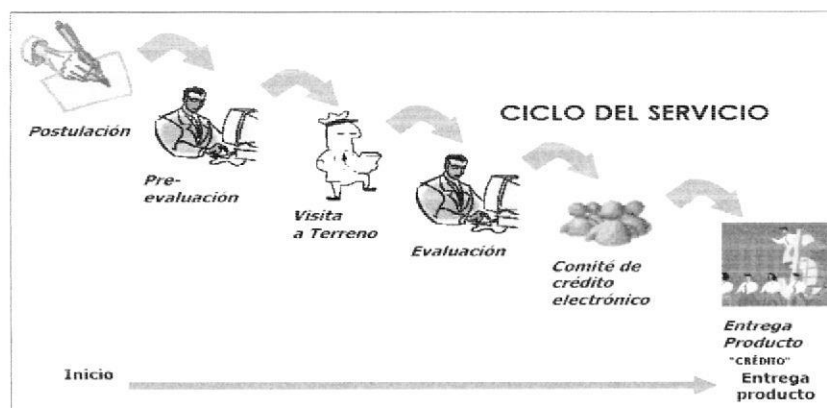 CICLO DEL SERVICIO
Postulación
Pre-
evaluación
Visita
a Terreno
Evaluación
Comité de
crédito
electrónico
Entrega
Producto
"CRÉDITO"
Inicio
Entrega
producto